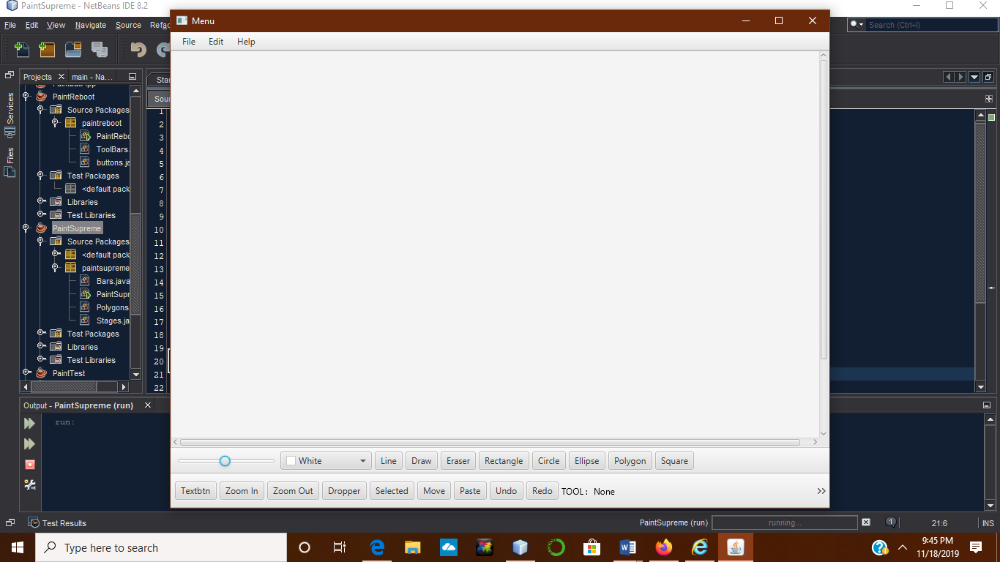 PaintSupreme - NetBeans IDE 8.2
File Edit View Navigate Source Refac
Search (Ctrl+I)
Menu
File Edit Help
Projects main - Na...
Services
Files
PaintballApp
PaintReboot
Source Packages
paintreboot
PaintRebo
ToolBars.
buttons.ja
Test Packages
<default pack
Libraries
Test Libraries
PaintSupreme
Source Packages
<default pack
paintsupreme
Bars.java
PaintSupr
Polygons.
Stages.ja
Test Packages
Libraries
Test Libraries
PaintTest
Star
Sour
1
2
3
4
5
6
7
8
9
10
11
12
13
14
15
16
17
18
19
20
21
22
Output - PaintSupreme (run)
run:
White Line Draw Eraser Rectangle Circle Ellipse Polygon Square
Textbtn Zoom In Zoom Out Dropper Selected Move Paste Undo Redo TOOL: None
Test Results
PaintSupreme (run) running... 1 21:6 INS
Type here to search
9:45 PM
11/18/2019